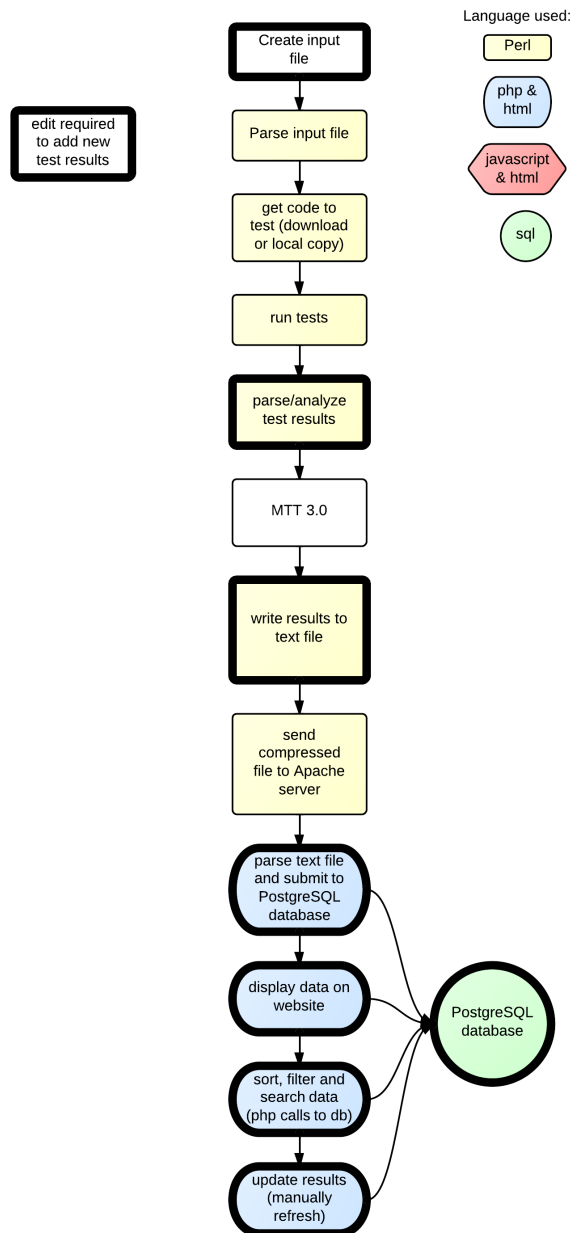 Language used:
Create input
file
Perl
php &
html
edit required
to add new
test results
Parse input file
javascript
& html
get code to
test (download
or local copy)
sql
run tests
parse/analyze
test results
MTT 3.0
write results to
text file
send
compressed
file to Apache
server
parse text file
and submit to
PostgreSQL
database
display data on
website
PostgreSQL
database
sort, filter and
search data
(php calls to db)
update results
(manually
refresh)